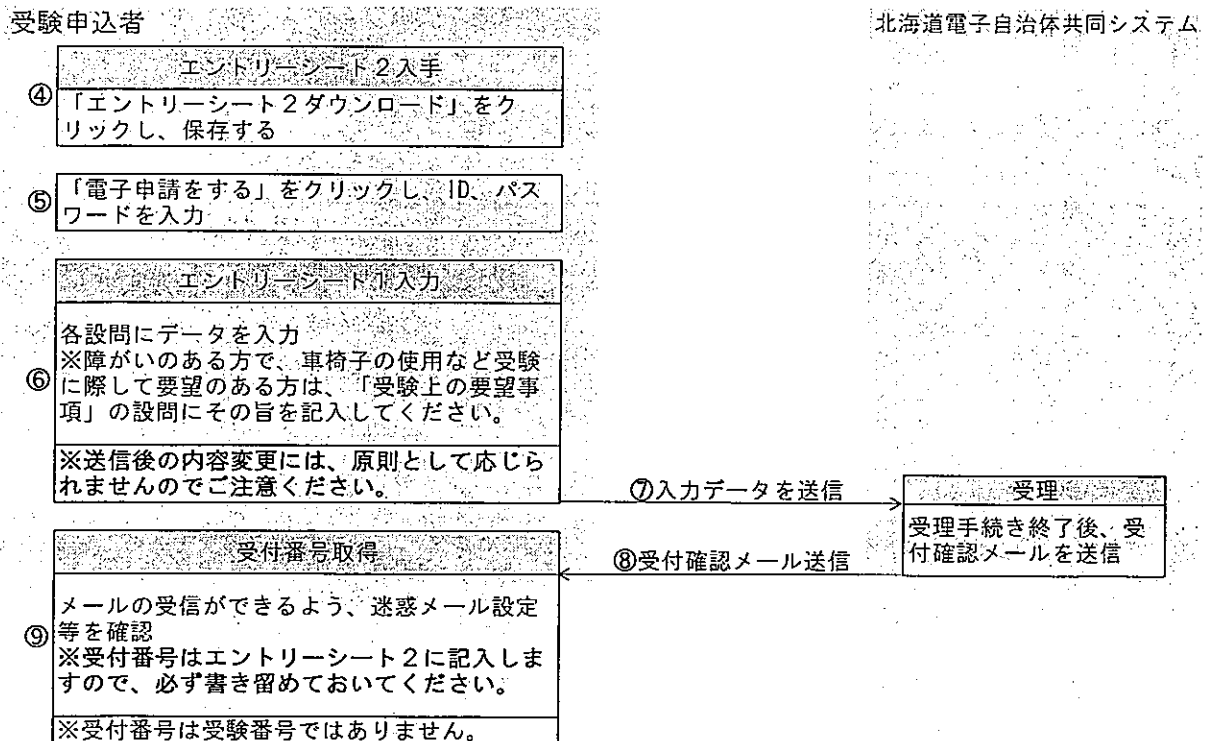 受験申込者
北海道電子自治体共同システム
エントリーシート2入手
④
「エントリーシート2ダウンロード」をク
リックし、保存する
⑤
「電子申請をする」をクリックし、ID、パス
ワードを入力
エントリーシート1入力
⑥
各設問にデータを入力
※障がいのある方で、車椅子の使用など受験
に際して要望のある方は、「受験上の要望事
項」の設問にその旨を記入してください。
※送信後の内容変更には、原則として応じら
れませんのでご注意ください。
⑦入力データを送信
受理
受理手続き終了後、受
付確認メールを送信
⑧受付確認メール送信
受付番号取得
⑨
メールの受信ができるよう、迷惑メール設定
等を確認
※受付番号はエントリーシート2に記入しま
すので、必ず書き留めておいてください。
※受付番号は受験番号ではありません。